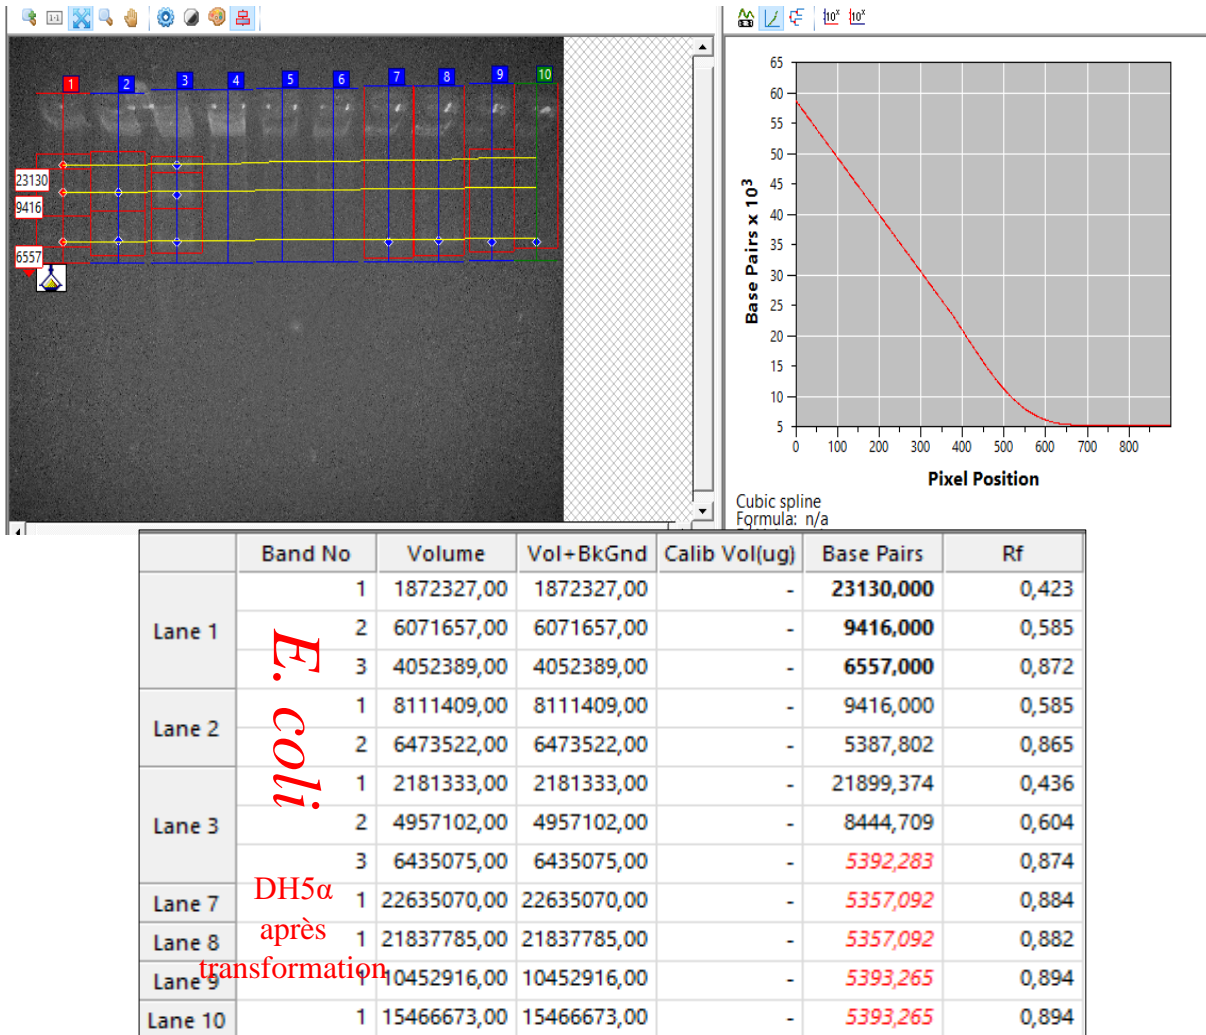 1:1
10ˣ 10ˣ
1 2 3 4 5 6 7 8 9 10
23130
9416
6557
65
60
55
50
45
40
35
30
25
20
15
10
5
Base Pairs x 10³
0 100 200 300 400 500 600 700 800
Pixel Position
Cubic spline
Formula: n/a
Band No Volume Vol+BkGnd Calib Vol(ug) Base Pairs Rf
Lane 1
1 1872327,00 1872327,00 - 23130,000 0,423
2 6071657,00 6071657,00 - 9416,000 0,585
3 4052389,00 4052389,00 - 6557,000 0,872
Lane 2
1 8111409,00 8111409,00 - 9416,000 0,585
2 6473522,00 6473522,00 - 5387,802 0,865
Lane 3
1 2181333,00 2181333,00 - 21899,374 0,436
2 4957102,00 4957102,00 - 8444,709 0,604
3 6435075,00 6435075,00 - 5392,283 0,874
Lane 7 1 22635070,00 22635070,00 - 5357,092 0,884
Lane 8 1 21837785,00 21837785,00 - 5357,092 0,882
Lane 9 1 10452916,00 10452916,00 - 5393,265 0,894
Lane 10 1 15466673,00 15466673,00 - 5393,265 0,894
E. coli
DH5α
après
transformation